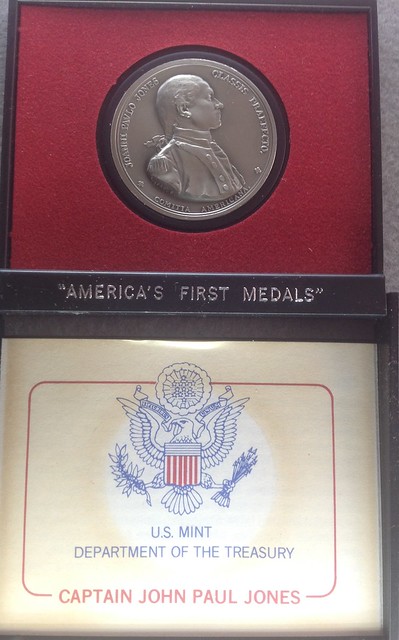 JOANNI PAVLO JONES CLASSIS PRAEFECTO.
COMITIA AMERICANA
"AMERICA'S FIRST MEDALS"
U.S. MINT
DEPARTMENT OF THE TREASURY
CAPTAIN JOHN PAUL JONES